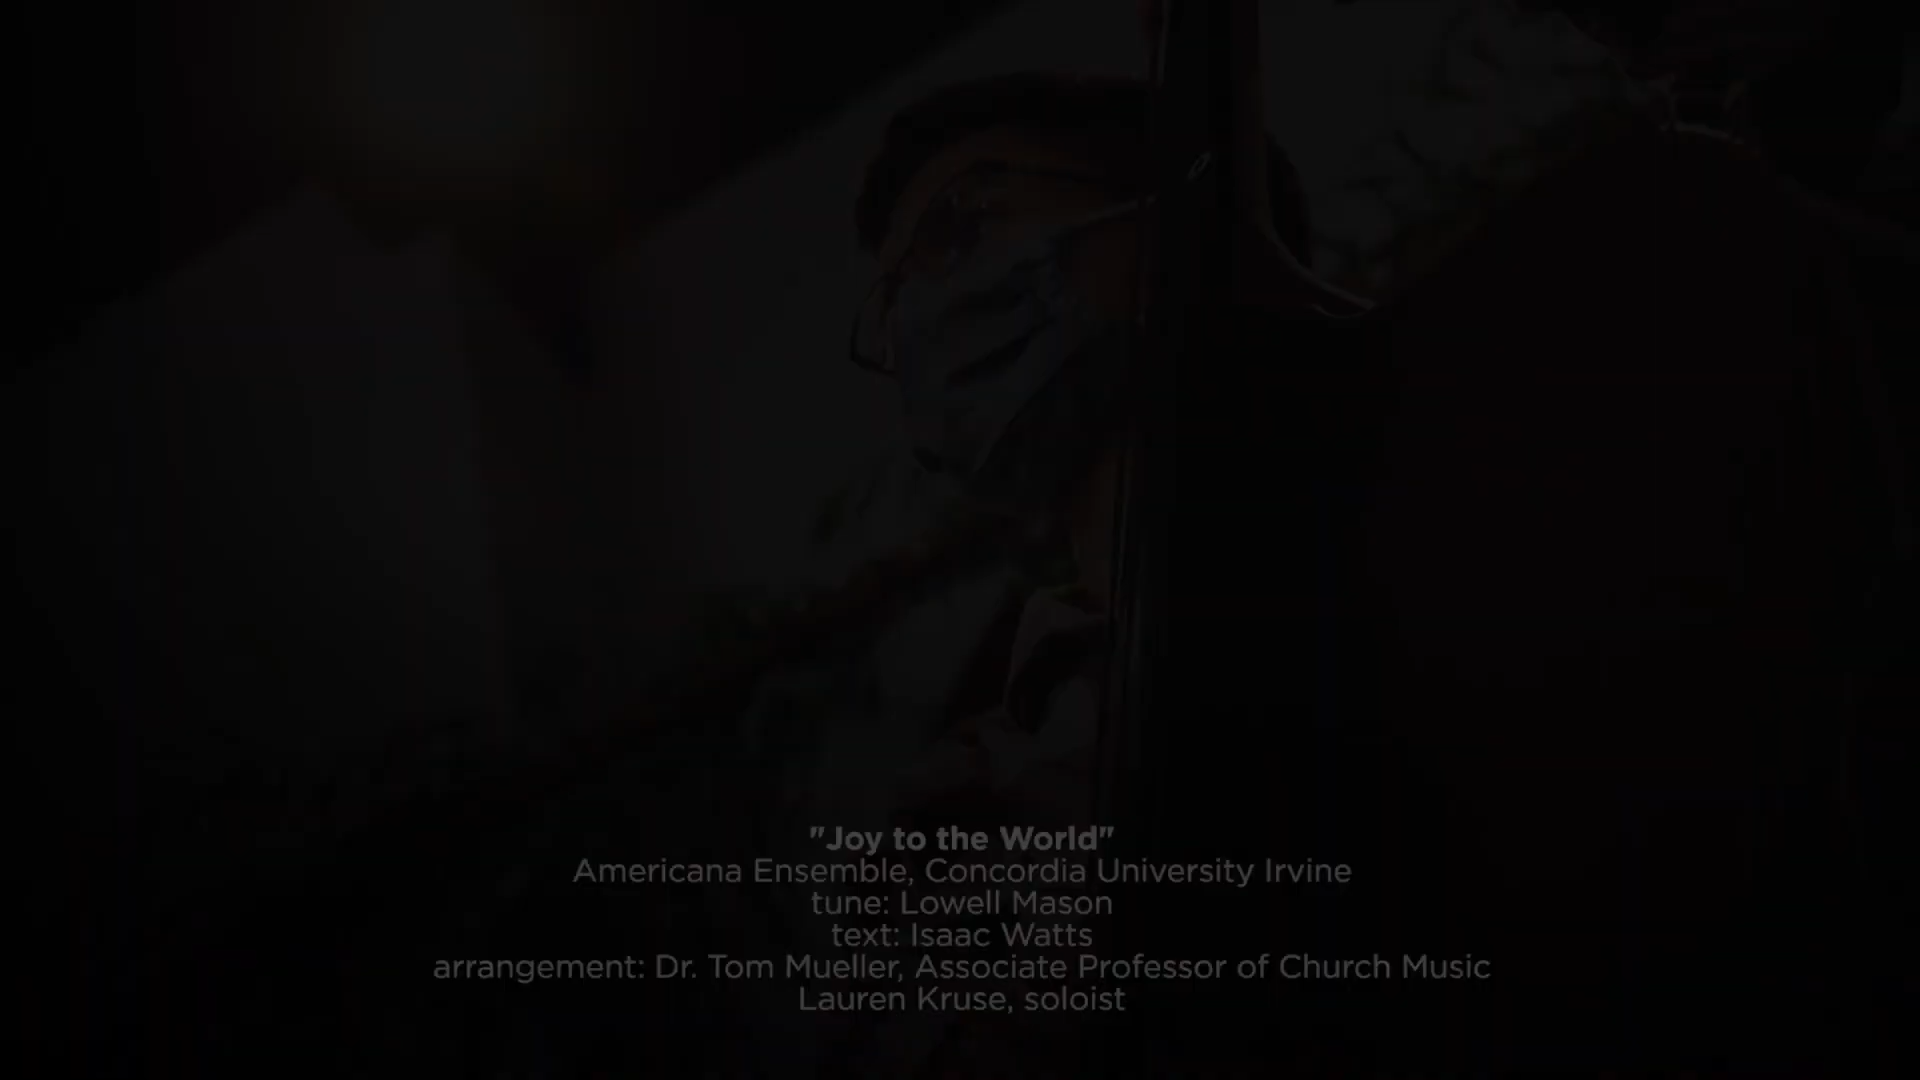 "Joy to the World"
Americana Ensemble, Concordia University Irvine
tune: Lowell Mason
text: Isaac Watts
arrangement: Dr. Tom Mueller, Associate Professor of Church Music
Lauren Kruse, soloist